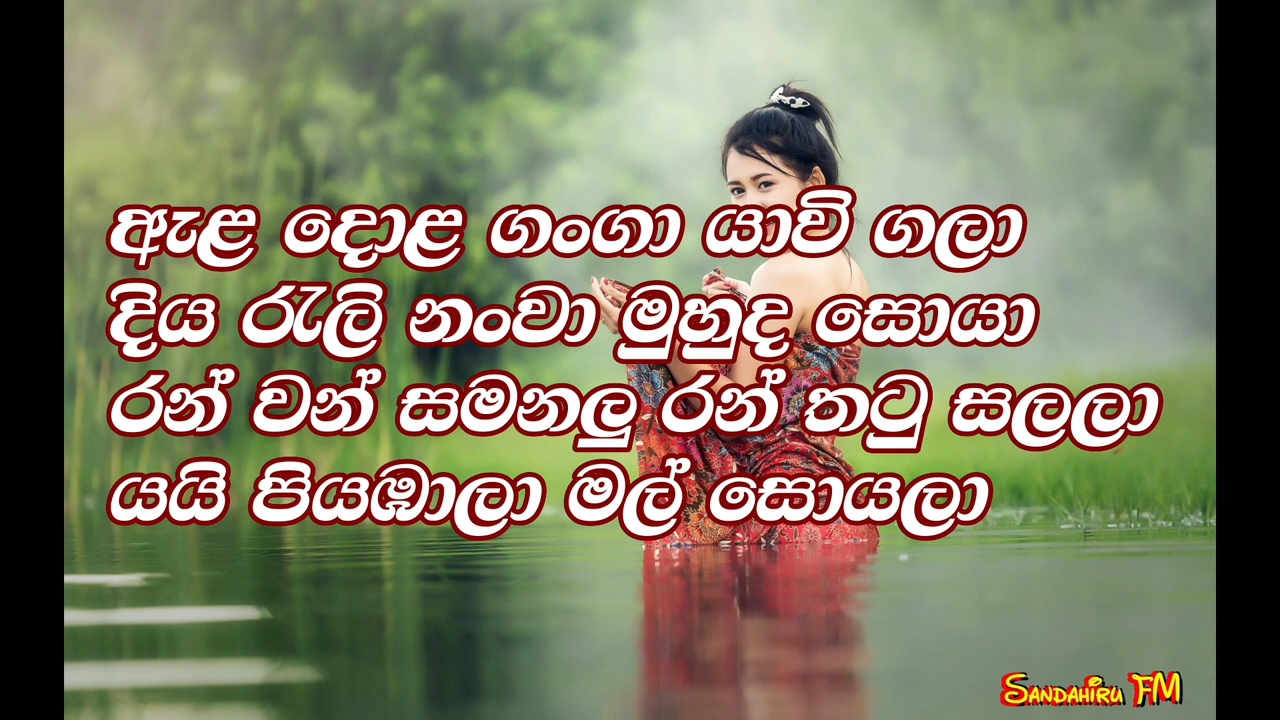 ඇළ දොළ ගංගා යාවි ගලා
දිය රැලි නංවා මුහුද සොයා
රන් වන් සමනලු රන් තටු සලලා
යයි පියඹාලා මල් සොයලා
SANDAHIRU FM